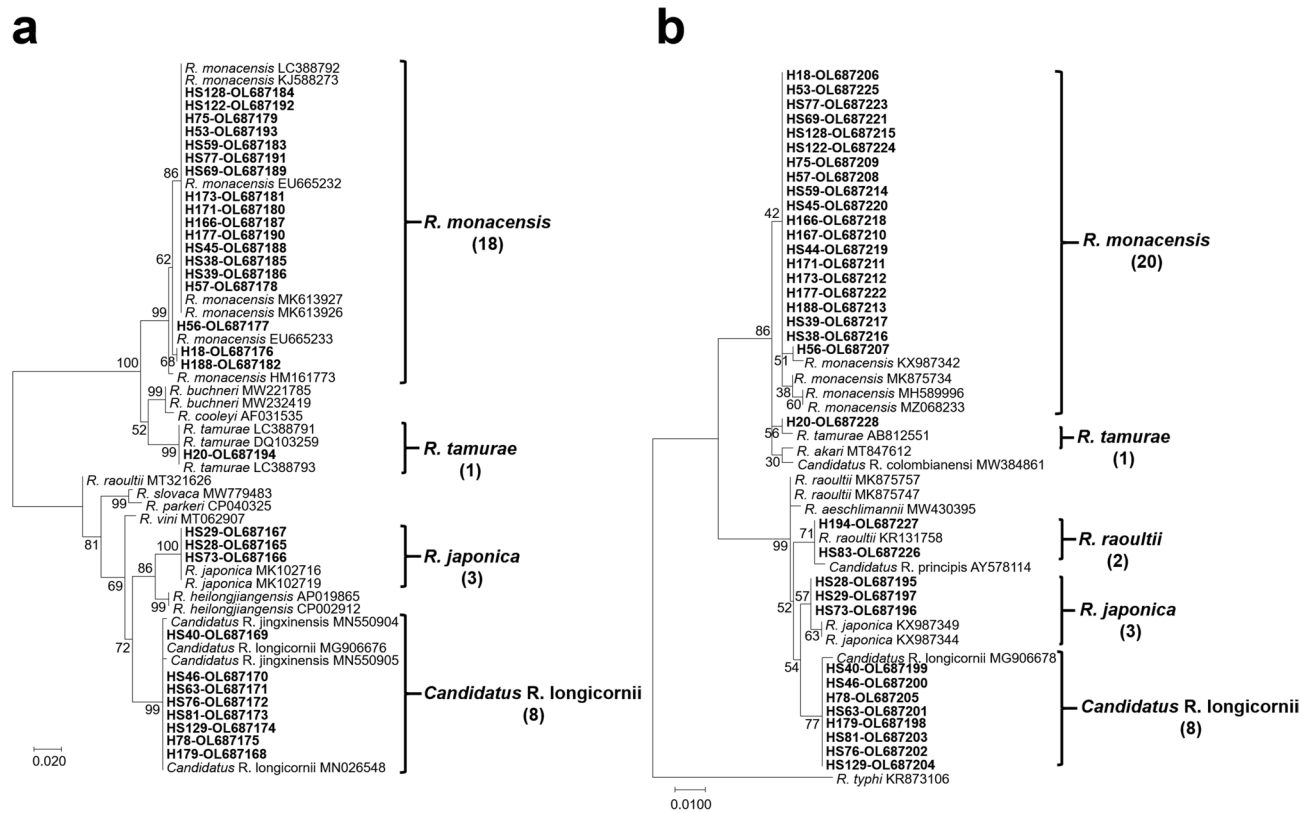 a
R. monacensis LC388792
R. monacensis KJ588273
HS128-OL687184
HS122-OL687192
H75-OL687179
H53-OL687193
HS59-OL687183
HS77-OL687191
HS69-OL687189
86
R. monacensis EU665232
H173-OL687181
H171-OL687180
H166-OL687187
H177-OL687190
HS45-OL687188
62
HS38-OL687185
HS39-OL687186
H57-OL687178
R. monacensis MK613927
99
R. monacensis MK613926
H56-OL687177
R. monacensis EU665233
H18-OL687176
100
68
H188-OL687182
R. monacensis HM161773
99
R. buchneri MW221785
R. buchneri MW232419
R. cooleyi AF031535
52
R. tamurae LC388791
R. tamurae DQ103259
99
H20-OL687194
R. tamurae LC388793
R. raoultii MT321626
R. slovaca MW779483
99
R. parkeri CP040325
R. vini MT062907
81
HS29-OL687167
100
HS28-OL687165
HS73-OL687166
86
R. japonica MK102716
69
R. japonica MK102719
R. heilongjiangensis AP019865
99
R. heilongjiangensis CP002912
Candidatus R. jingxinensis MN550904
HS40-OL687169
72
Candidatus R. longicornii MG906676
Candidatus R. jingxinensis MN550905
HS46-OL687170
HS63-OL687171
HS76-OL687172
99
HS81-OL687173
HS129-OL687174
H78-OL687175
H179-OL687168
Candidatus R. longicornii MN026548
R. monacensis
(18)
R. tamurae
(1)
R. japonica
(3)
Candidatus R. longicornii
(8)
0.020
b
H18-OL687206
H53-OL687225
HS77-OL687223
HS69-OL687221
HS128-OL687215
HS122-OL687224
H75-OL687209
H57-OL687208
HS59-OL687214
HS45-OL687220
42
H166-OL687218
H167-OL687210
HS44-OL687219
H171-OL687211
H173-OL687212
H177-OL687222
H188-OL687213
HS39-OL687217
86
HS38-OL687216
H56-OL687207
51
R. monacensis KX987342
R. monacensis MK875734
38
R. monacensis MH589996
60
R. monacensis MZ068233
H20-OL687228
56
R. tamurae AB812551
R. akari MT847612
30
Candidatus R. colombianensi MW384861
R. raoultii MK875757
R. raoultii MK875747
R. aeschlimannii MW430395
H194-OL687227
71
R. raoultii KR131758
99
HS83-OL687226
Candidatus R. principis AY578114
HS28-OL687195
57
HS29-OL687197
52
HS73-OL687196
R. japonica KX987349
63
R. japonica KX987344
Candidatus R. longicornii MG906678
54
HS40-OL687199
HS46-OL687200
H78-OL687205
HS63-OL687201
77
H179-OL687198
HS81-OL687203
HS76-OL687202
HS129-OL687204
R. typhi KR873106
R. monacensis
(20)
R. tamurae
(1)
R. raoultii
(2)
R. japonica
(3)
Candidatus R. longicornii
(8)
0.0100